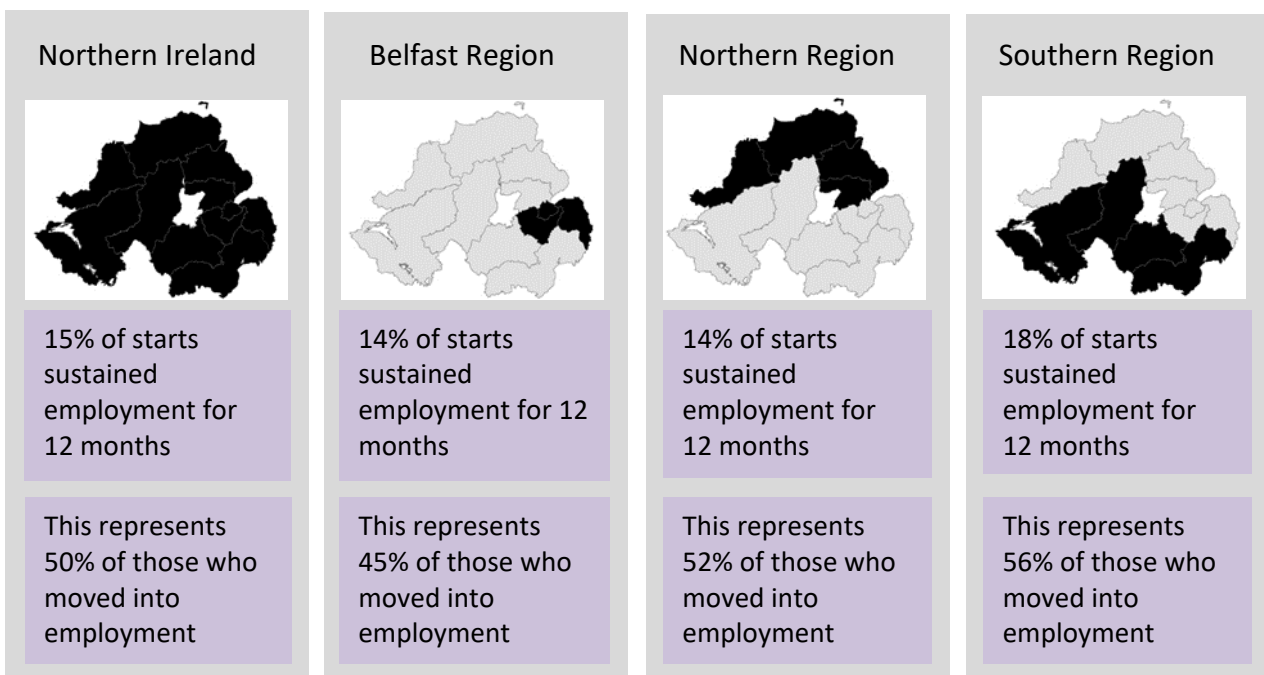 Northern Ireland
15% of starts
sustained
employment for
12 months
This represents
50% of those who
moved into
employment
Belfast Region
14% of starts
sustained
employment for 12
months
This represents
45% of those who
moved into
employment
Northern Region
14% of starts
sustained
employment for
12 months
This represents
52% of those who
moved into
employment
Southern Region
18% of starts
sustained
employment for
12 months
This represents
56% of those who
moved into
employment